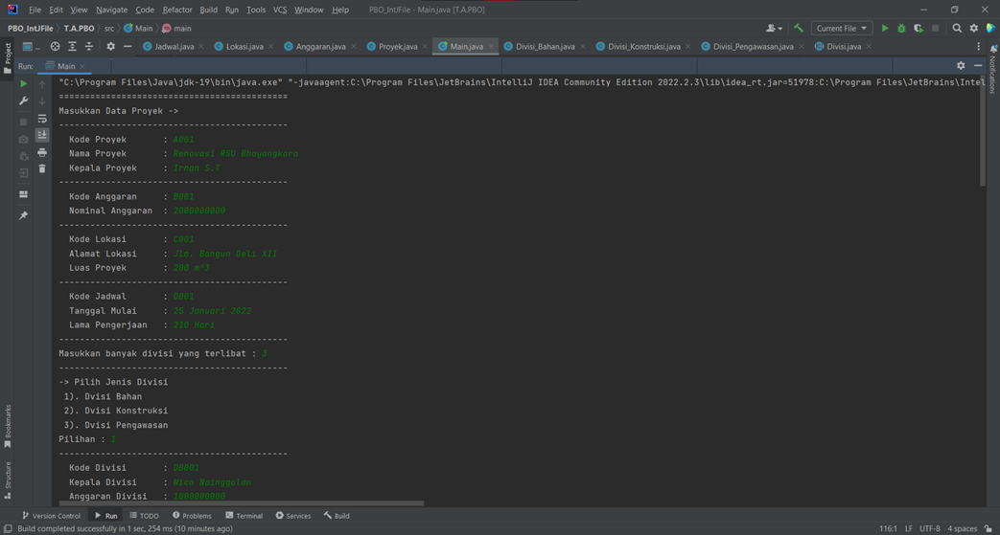 File Edit View Navigate Code Refactor Build Run Tools VCS Window Help PBO_IntJFile - Main.java [T.A.PBO]
PBO_IntJFile T.A.PBO src Main main Current File
Project
Jadwal.java Lokasi.java Anggaran.java Proyek.java Main.java Divisi_Bahan.java Divisi_Konstruksi.java Divisi_Pengawasan.java Divisi.java
Notifications
Run: Main
"C:\Program Files\Java\jdk-19\bin\java.exe" "-javaagent:C:\Program Files\JetBrains\IntelliJ IDEA Community Edition 2022.2.3\lib\idea_rt.jar=51978:C:\Program Files\JetBrains\Intel
============================================
Masukkan Data Proyek ->
--------------------------------------------
Kode Proyek : A001
Nama Proyek : Renovasi RSU Bhayangkara
Kepala Proyek : Irnan S.T
--------------------------------------------
Kode Anggaran : B001
Nominal Anggaran : 2000000000
--------------------------------------------
Kode Lokasi : C001
Alamat Lokasi : Jln. Bangun Deli XII
Luas Proyek : 200 m^3
--------------------------------------------
Kode Jadwal : D001
Tanggal Mulai : 25 Januari 2022
Lama Pengerjaan : 210 Hari
--------------------------------------------
Masukkan banyak divisi yang terlibat : 3
--------------------------------------------
-> Pilih Jenis Divisi
1). Dvisi Bahan
2). Dvisi Konstruksi
3). Dvisi Pengawasan
Pilihan : 1
--------------------------------------------
Kode Divisi : DB001
Kepala Divisi : Nico Nainggolan
Anggaran Divisi : 1000000000
Bookmarks
Structure
Version Control Run TODO Problems Terminal Services Build
Build completed successfully in 1 sec, 254 ms (10 minutes ago) 116:1 LF UTF-8 4 spaces